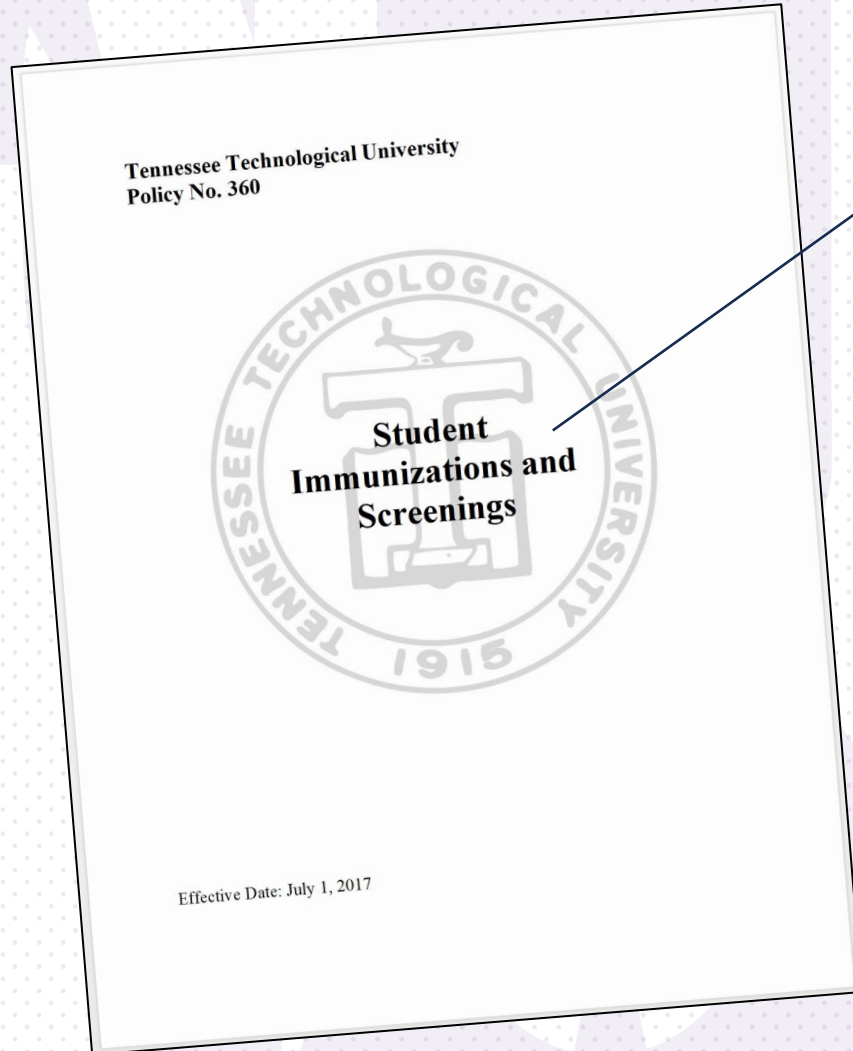 Tennessee Technological University
Policy No. 360
TENNESSEE TECHNOLOGICAL UNIVERSITY
1915
Student
Immunizations and
Screenings
Effective Date: July 1, 2017